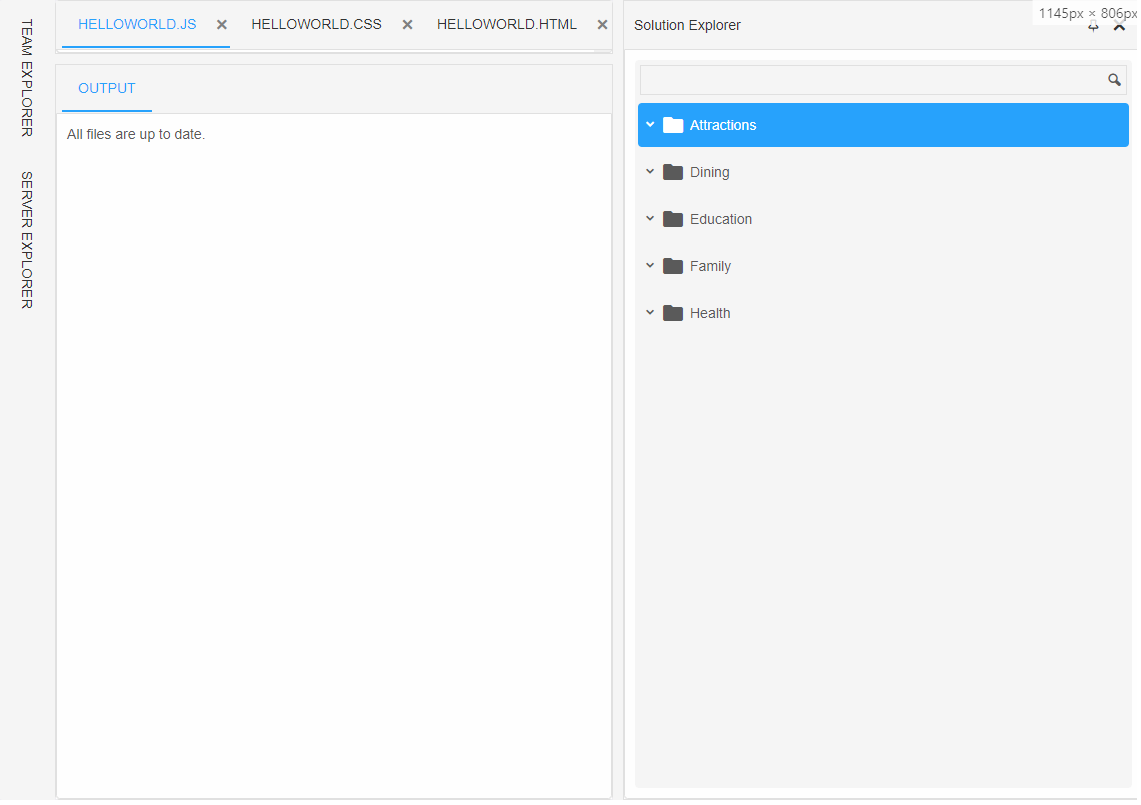 TEAM EXPLORER
SERVER EXPLORER
HELLOWORLD.JS HELLOWORLD.CSS HELLOWORLD.HTML
OUTPUT
All files are up to date.
Solution Explorer
1145px × 806px
Attractions
Dining
Education
Family
Health